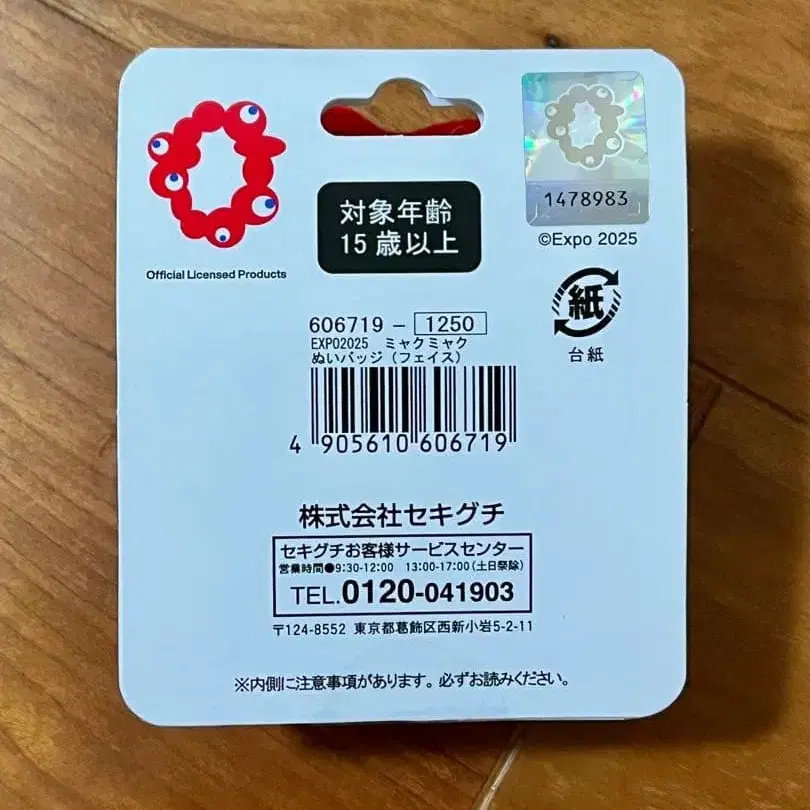 Official Licensed Products
対象年齢
15歳以上
1478983
©Expo 2025
紙
台紙
606719-1250
EXPO2025 ミャクミャク
ぬいバッジ(フェイス)
4 905610 606719
株式会社セキグチ
セキグチお客様サービスセンター
営業時間●9:30-12:00 13:00-17:00(土日祭除)
TEL.0120-041903
〒124-8552 東京都葛飾区西新小岩5-2-11
※内側に注意事項があります。必ずお読みください。